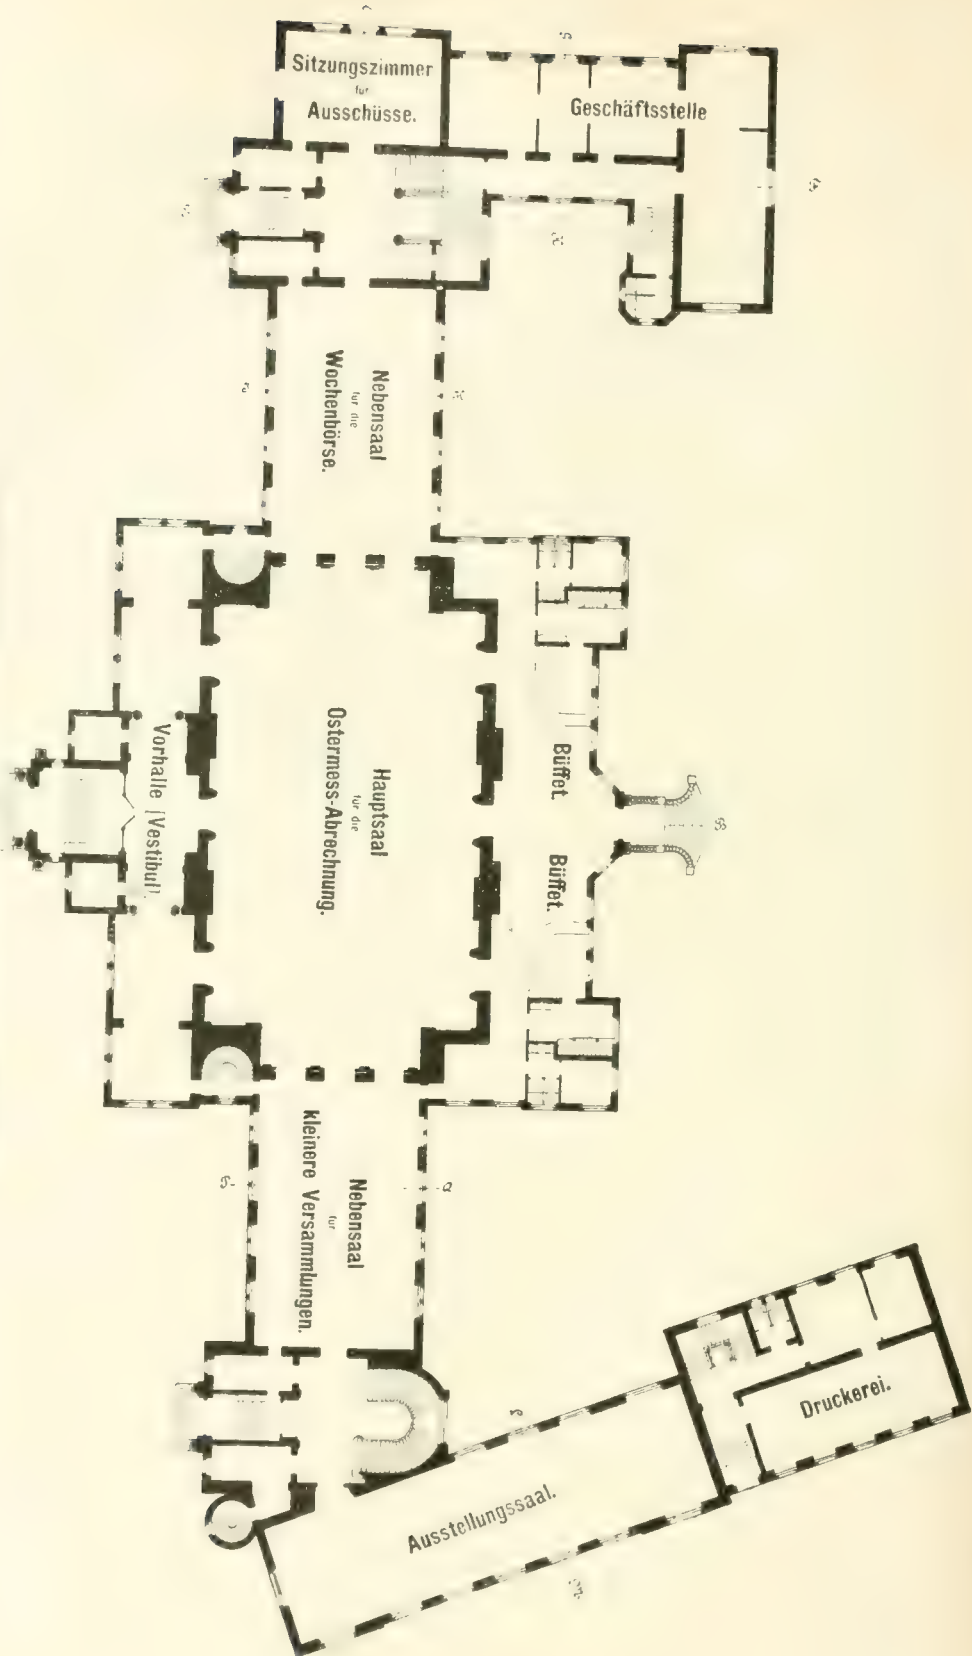 Sitzungszimmer
für
Ausschüsse.
Geschäftsstelle
Nebensaal
für die
Wochenbörse.
Büffet.
Büffet.
Hauptsaal
für die
Ostermess-Abrechnung.
Vorhalle (Vestibul).
Nebensaal
für
kleinere Versammlungen.
Druckerei.
Ausstellungssaal.